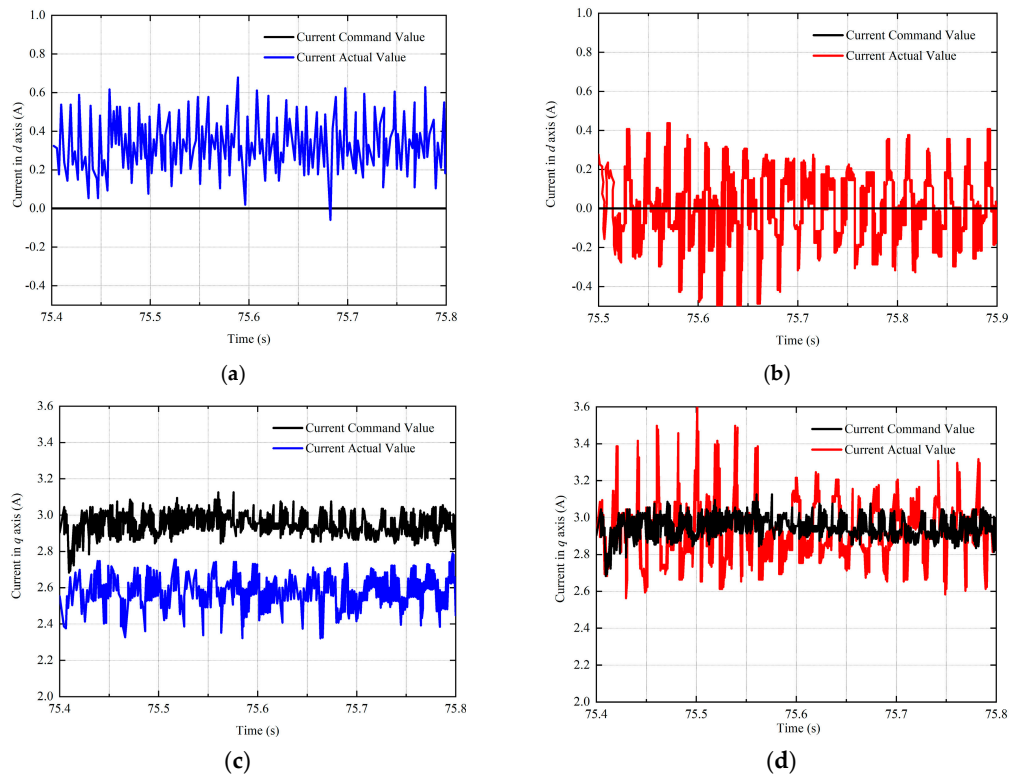 1.0
0.8
0.6
0.4
0.2
0.0
-0.2
-0.4
Current in d axis (A)
Current Command Value
Current Actual Value
75.4 75.5 75.6 75.7 75.8
Time (s)
(a)
1.0
0.8
0.6
0.4
0.2
0.0
-0.2
-0.4
Current in d axis (A)
Current Command Value
Current Actual Value
75.5 75.6 75.7 75.8 75.9
Time (s)
(b)
3.6
3.4
3.2
3.0
2.8
2.6
2.4
2.2
2.0
Current in q axis (A)
Current Command Value
Current Actual Value
75.4 75.5 75.6 75.7 75.8
Time (s)
(c)
3.6
3.4
3.2
3.0
2.8
2.6
2.4
2.2
2.0
Current in q axis (A)
Current Command Value
Current Actual Value
75.4 75.5 75.6 75.7 75.8
Time (s)
(d)